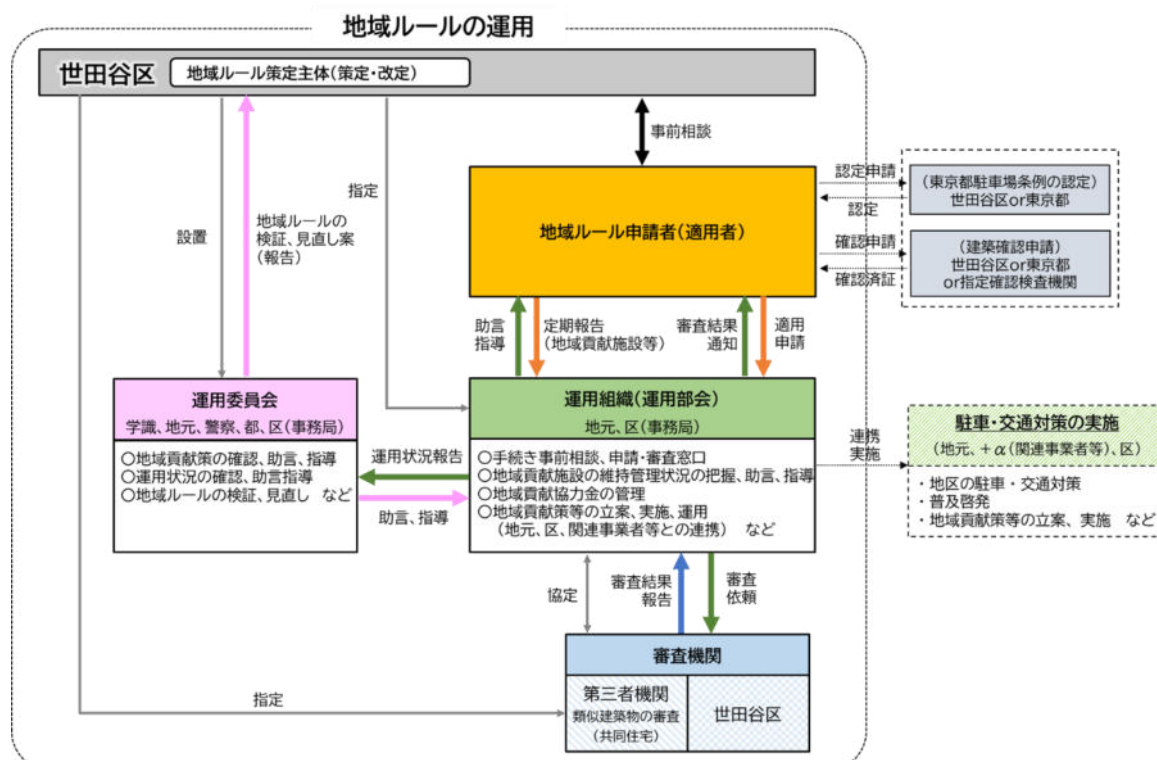 地域ルールの運用
世田谷区
地域ルール策定主体(策定・改定)
事前相談
指定
設置
地域ルールの
検証、見直し案
(報告)
地域ルール申請者(適用者)
認定申請
認定
確認申請
確認済証
(東京都駐車場条例の認定)
世田谷区or東京都
(建築確認申請)
世田谷区or東京都
or指定確認検査機関
助言
指導
定期報告
(地域貢献施設等)
審査結果
通知
適用
申請
運用委員会
学識、地元、警察、都、区(事務局)
○地域貢献策の確認、助言、指導
○運用状況の確認、助言指導
○地域ルールの検証、見直し など
運用状況報告
助言、指導
運用組織(運用部会)
地元、区(事務局)
○手続き事前相談、申請・審査窓口
○地域貢献施設の維持管理状況の把握、助言、指導
○地域貢献協力金の管理
○地域貢献策等の立案、実施、運用
(地元、区、関連事業者等との連携) など
連携
実施
駐車・交通対策の実施
(地元、+α(関連事業者等)、区)
・地区の駐車・交通対策
・普及啓発
・地域貢献策等の立案、実施 など
協定
審査結果
報告
審査
依頼
指定
審査機関
第三者機関
類似建築物の審査
(共同住宅)
世田谷区